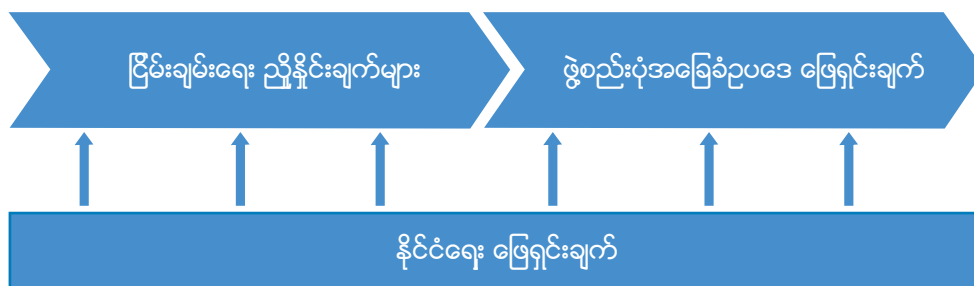 ငြိမ်းချမ်းရေး ညှိုနှိုင်းချက်များ
ဖွဲ့စည်းပုံအခြေခံဥပဒေ ဖြေရှင်းချက်
နိုင်ငံရေး ဖြေရှင်းချက်